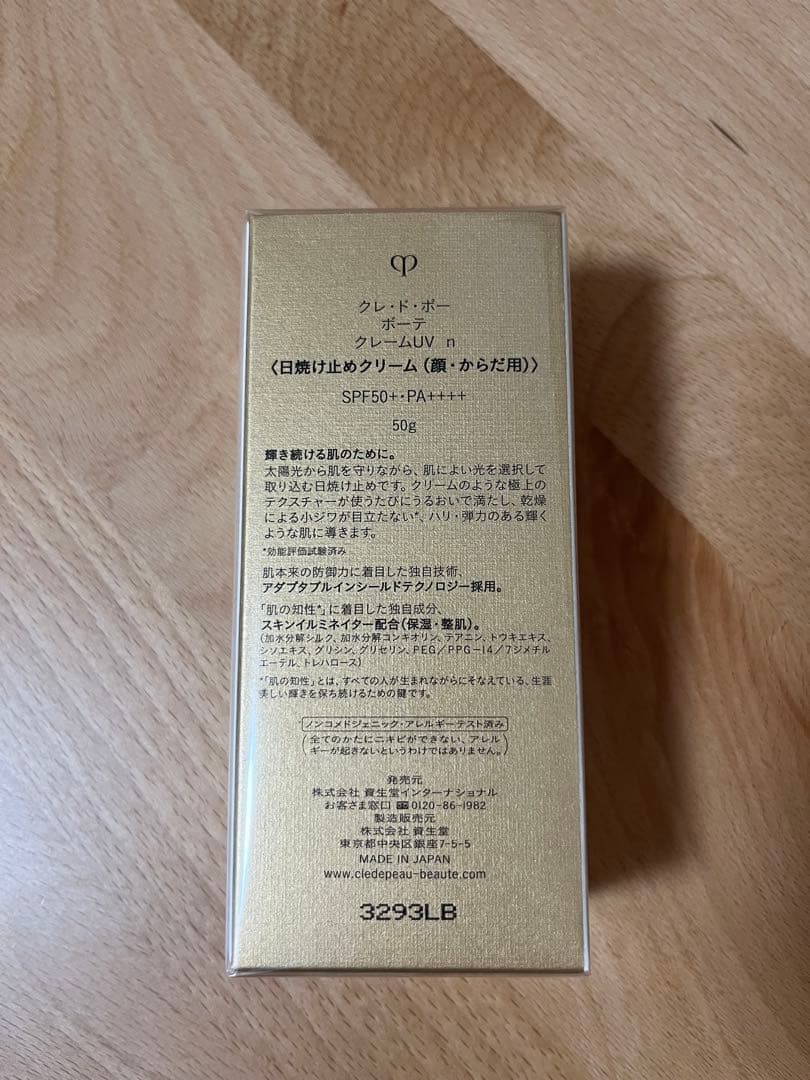 クレ・ド・ポー
ボーテ
クレームUV n
〈日焼け止めクリーム(顔・からだ用)〉
SPF50+・PA++++
50g
輝き続ける肌のために。
太陽光から肌を守りながら、肌によい光を選択して
取り込む日焼け止めです。クリームのような極上の
テクスチャーが使うたびにうるおいで満たし、乾燥
による小ジワが目立たない*、ハリ・弾力のある輝く
ような肌に導きます。
*効能評価試験済み
肌本来の防御力に着目した独自技術、
アダプタブルインシールドテクノロジー採用。
「肌の知性*」に着目した独自成分、
スキンイルミネイター配合(保湿・整肌)。
(加水分解シルク、加水分解コンキオリン、テアニン、トウキエキス、
シソエキス、グリシン、グリセリン、PEG/PPG-14/7ジメチル
エーテル、トレハロース)
*「肌の知性」とは、すべての人が生まれながらにそなえている、生涯
美しい輝きを保ち続けるための鍵です。
ノンコメドジェニック・アレルギーテスト済み
(全てのかたにニキビができない、アレル
ギーが起きないというわけではありません。)
発売元
株式会社 資生堂インターナショナル
お客さま窓口 0120-86-1982
製造販売元
株式会社 資生堂
東京都中央区銀座7-5-5
MADE IN JAPAN
www.cledepeau-beaute.com
3293LB